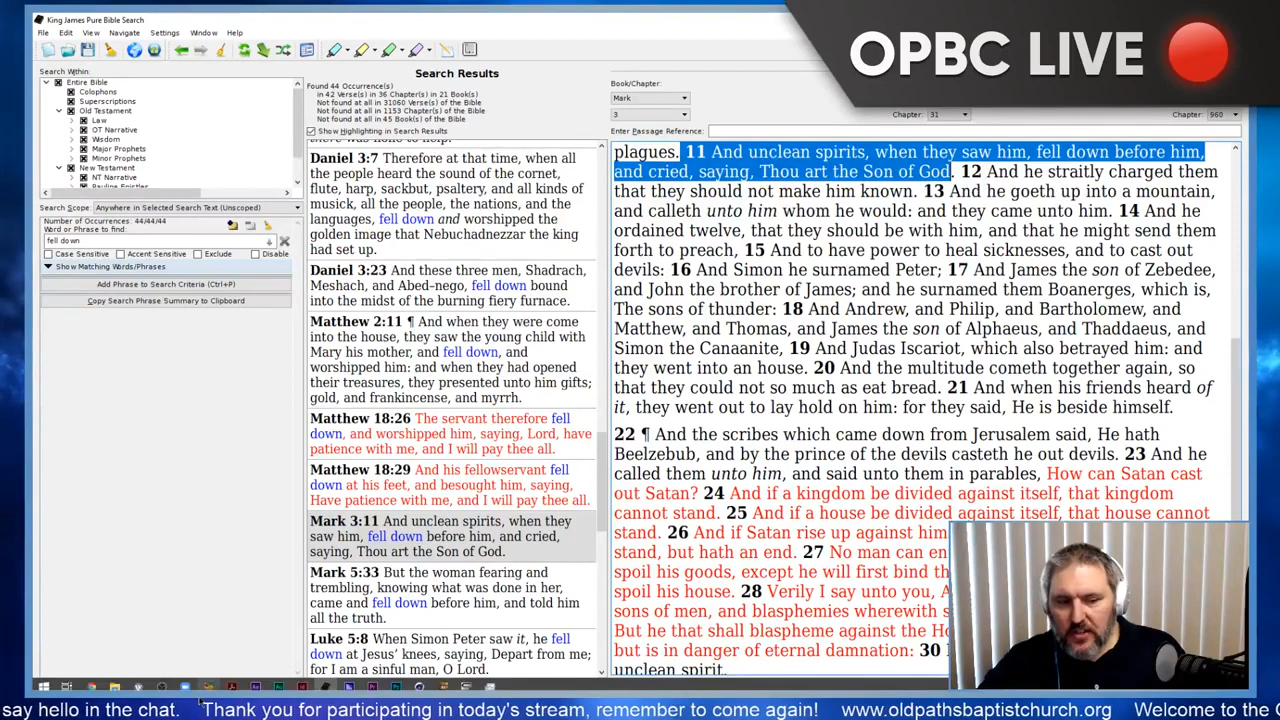 King James Pure Bible Search
OPBC LIVE
File Edit View Navigate Settings Window Help
Search Within:
Entire Bible
Colophons
Superscriptions
Old Testament
Law
OT Narrative
Wisdom
Major Prophets
Minor Prophets
New Testament
NT Narrative
Pauline Epistles
Search Scope: Anywhere in Selected Search Text (Unscoped)
Number of Occurrences: 44/44/44
Word or Phrase to find:
fell down
Case Sensitive Accent Sensitive Exclude Disable
Show Matching Words/Phrases
Add Phrase to Search Criteria (Ctrl+P)
Copy Search Phrase Summary to Clipboard
Search Results
Found 44 Occurrence(s)
in 42 Verse(s) in 36 Chapter(s) in 21 Book(s)
Not found at all in 31060 Verse(s) of the Bible
Not found at all in 1153 Chapter(s) of the Bible
Not found at all in 45 Book(s) of the Bible
Show Highlighting in Search Results
Daniel 3:7 Therefore at that time, when all
the people heard the sound of the cornet,
flute, harp, sackbut, psaltery, and all kinds of
musick, all the people, the nations, and the
languages, fell down and worshipped the
golden image that Nebuchadnezzar the king
had set up.
Daniel 3:23 And these three men, Shadrach,
Meshach, and Abed–nego, fell down bound
into the midst of the burning fiery furnace.
Matthew 2:11 ¶ And when they were come
into the house, they saw the young child with
Mary his mother, and fell down, and
worshipped him: and when they had opened
their treasures, they presented unto him gifts;
gold, and frankincense, and myrrh.
Matthew 18:26 The servant therefore fell
down, and worshipped him, saying, Lord, have
patience with me, and I will pay thee all.
Matthew 18:29 And his fellowservant fell
down at his feet, and besought him, saying,
Have patience with me, and I will pay thee all.
Mark 3:11 And unclean spirits, when they
saw him, fell down before him, and cried,
saying, Thou art the Son of God.
Mark 5:33 But the woman fearing and
trembling, knowing what was done in her,
came and fell down before him, and told him
all the truth.
Luke 5:8 When Simon Peter saw it, he fell
down at Jesus’ knees, saying, Depart from me;
for I am a sinful man, O Lord.
Book/Chapter:
Mark
3 Chapter: 31 Chapter: 960
Enter Passage Reference:
plagues. 11 And unclean spirits, when they saw him, fell down before him,
and cried, saying, Thou art the Son of God. 12 And he straitly charged them
that they should not make him known. 13 And he goeth up into a mountain,
and calleth unto him whom he would: and they came unto him. 14 And he
ordained twelve, that they should be with him, and that he might send them
forth to preach, 15 And to have power to heal sicknesses, and to cast out
devils: 16 And Simon he surnamed Peter; 17 And James the son of Zebedee,
and John the brother of James; and he surnamed them Boanerges, which is,
The sons of thunder: 18 And Andrew, and Philip, and Bartholomew, and
Matthew, and Thomas, and James the son of Alphaeus, and Thaddaeus, and
Simon the Canaanite, 19 And Judas Iscariot, which also betrayed him: and
they went into an house. 20 And the multitude cometh together again, so
that they could not so much as eat bread. 21 And when his friends heard of
it, they went out to lay hold on him: for they said, He is beside himself.
22 ¶ And the scribes which came down from Jerusalem said, He hath
Beelzebub, and by the prince of the devils casteth he out devils. 23 And he
called them unto him, and said unto them in parables, How can Satan cast
out Satan? 24 And if a kingdom be divided against itself, that kingdom
cannot stand. 25 And if a house be divided against itself, that house cannot
stand. 26 And if Satan rise up against him
stand, but hath an end. 27 No man can en
spoil his goods, except he will first bind th
spoil his house. 28 Verily I say unto you, A
sons of men, and blasphemies wherewith s
But he that shall blaspheme against the Ho
but is in danger of eternal damnation: 30
unclean spirit.
say hello in the chat. Thank you for participating in today's stream, remember to come again! www.oldpathsbaptistchurch.org Welcome to the